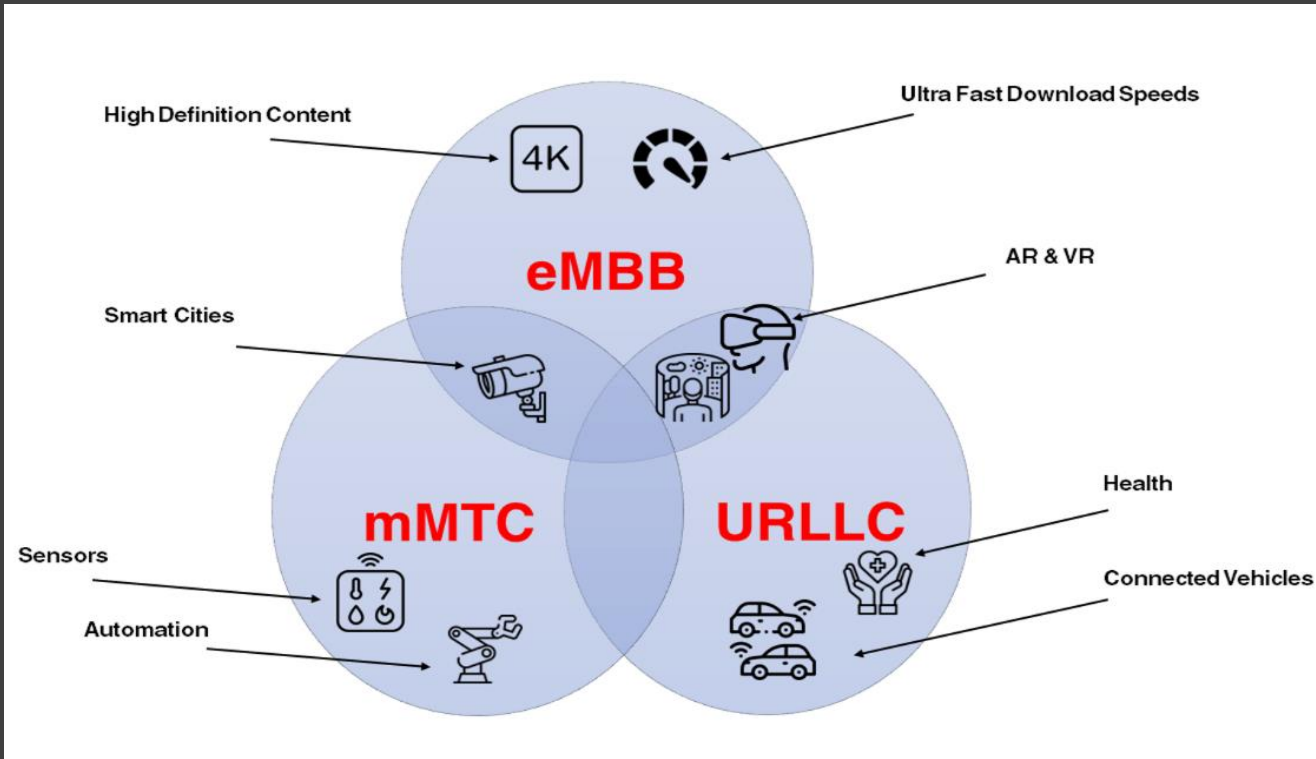 Ultra Fast Download Speeds
High Definition Content
4K
AR & VR
eMBB
Smart Cities
Health
mMTC
URLLC
Sensors
Connected Vehicles
Automation